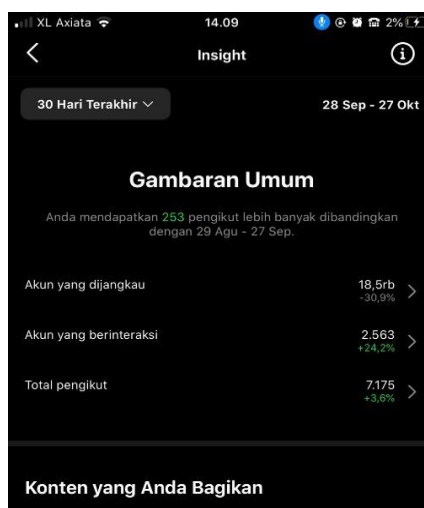 XL Axiata 14.09 2%
Insight
30 Hari Terakhir 28 Sep - 27 Okt
Gambaran Umum
Anda mendapatkan 253 pengikut lebih banyak dibandingkan
dengan 29 Agu - 27 Sep.
Akun yang dijangkau 18,5rb
-30,9%
Akun yang berinteraksi 2.563
+24,2%
Total pengikut 7.175
+3,6%
Konten yang Anda Bagikan